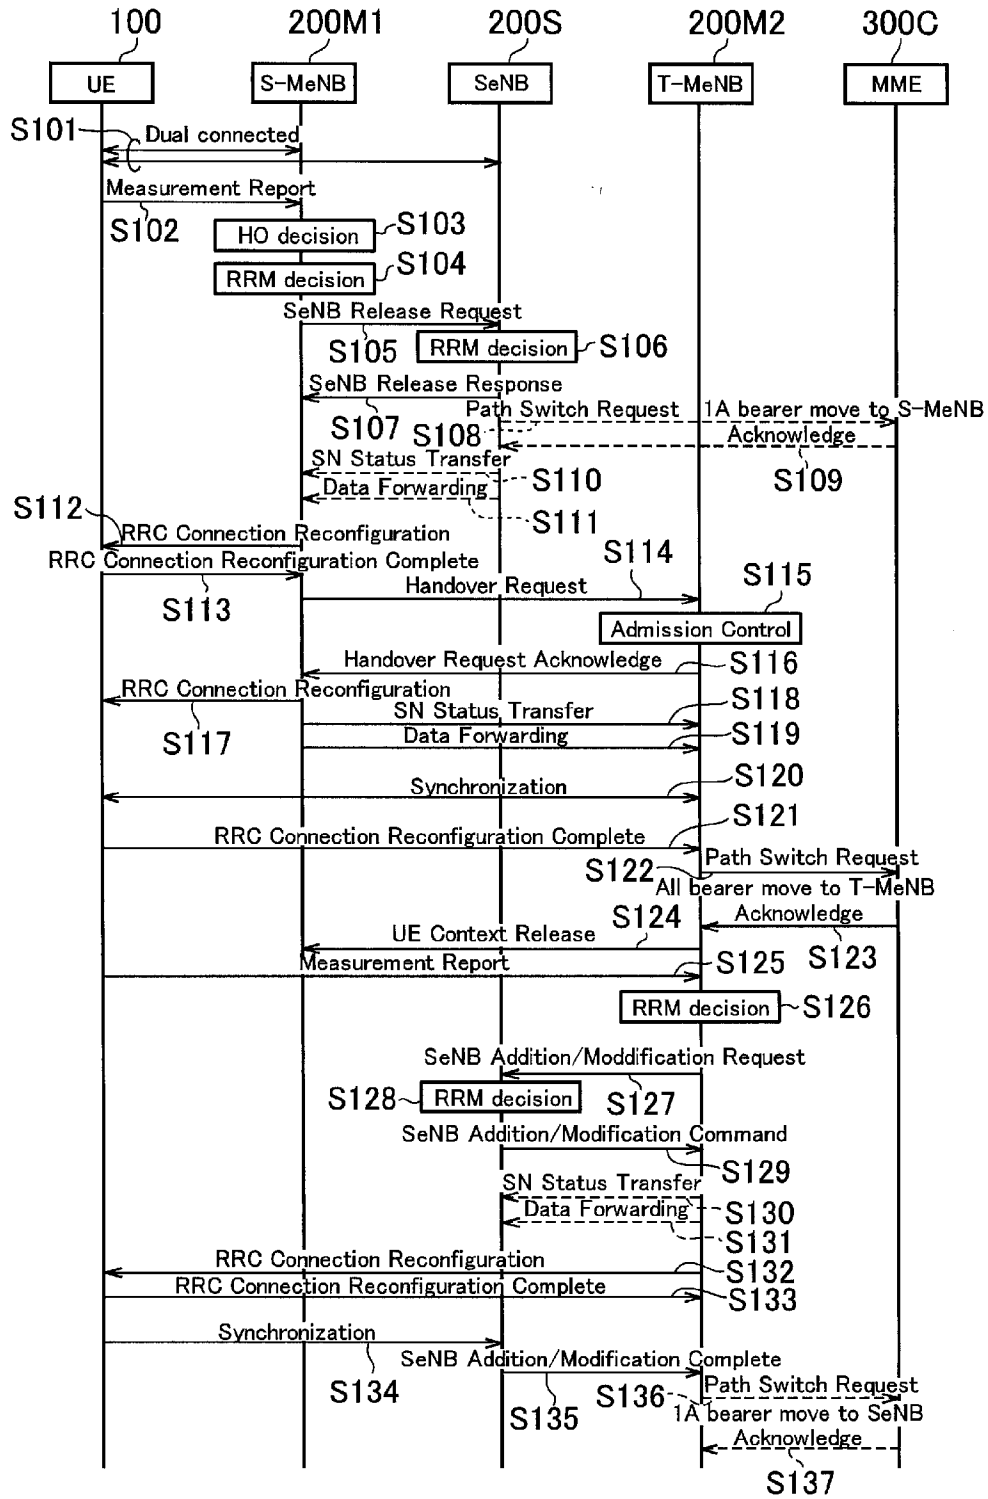 100 200M1 200S 200M2 300C
UE S-MeNB SeNB T-MeNB MME
S101
Dual connected
Measurement Report
S102
HO decision S103
RRM decision S104
SeNB Release Request
S105
RRM decision S106
SeNB Release Response
S107
Path Switch Request 1A bearer move to S-MeNB
S108
Acknowledge
S109
SN Status Transfer
S110
Data Forwarding
S111
S112
RRC Connection Reconfiguration
RRC Connection Reconfiguration Complete
S113
S114
Handover Request
S115
Admission Control
Handover Request Acknowledge S116
RRC Connection Reconfiguration
S117
SN Status Transfer S118
Data Forwarding S119
Synchronization S120
S121
RRC Connection Reconfiguration Complete
Path Switch Request
S122
All bearer move to T-MeNB
Acknowledge
S123
S124
UE Context Release
Measurement Report S125
RRM decision S126
SeNB Addition/Moddification Request
S127
S128 RRM decision
SeNB Addition/Modification Command
S129
SN Status Transfer
S130
Data Forwarding
S131
RRC Connection Reconfiguration S132
RRC Connection Reconfiguration Complete S133
Synchronization
S134
SeNB Addition/Modification Complete
S135
Path Switch Request
S136
1A bearer move to SeNB
Acknowledge
S137